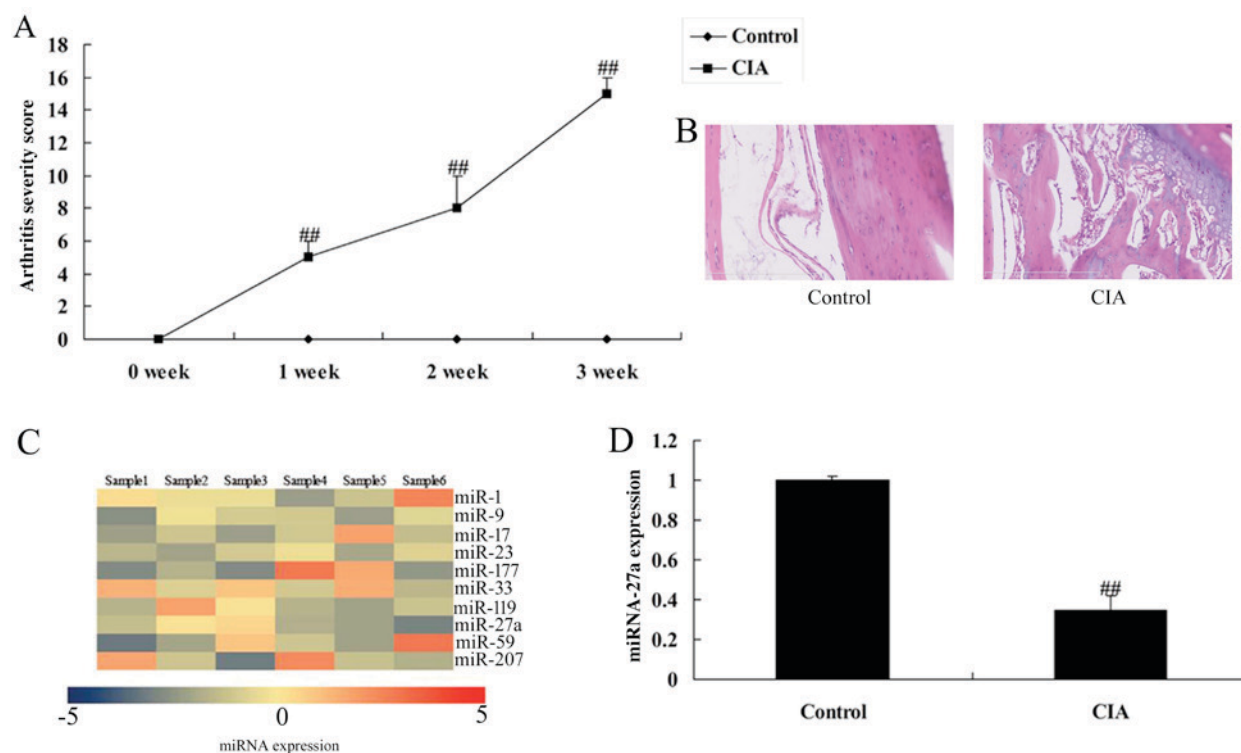 A
Arthritis severity score
18
16
14
12
10
8
6
4
2
0
##
##
##
0 week
1 week
2 week
3 week
Control
CIA
B
Control
CIA
C
Sample1 Sample2 Sample3 Sample4 Sample5 Sample6
miR-1
miR-9
miR-17
miR-23
miR-177
miR-33
miR-119
miR-27a
miR-59
miR-207
-5 0 5
miRNA expression
D
miRNA-27a expression
1.2
1
0.8
0.6
0.4
0.2
0
##
Control
CIA